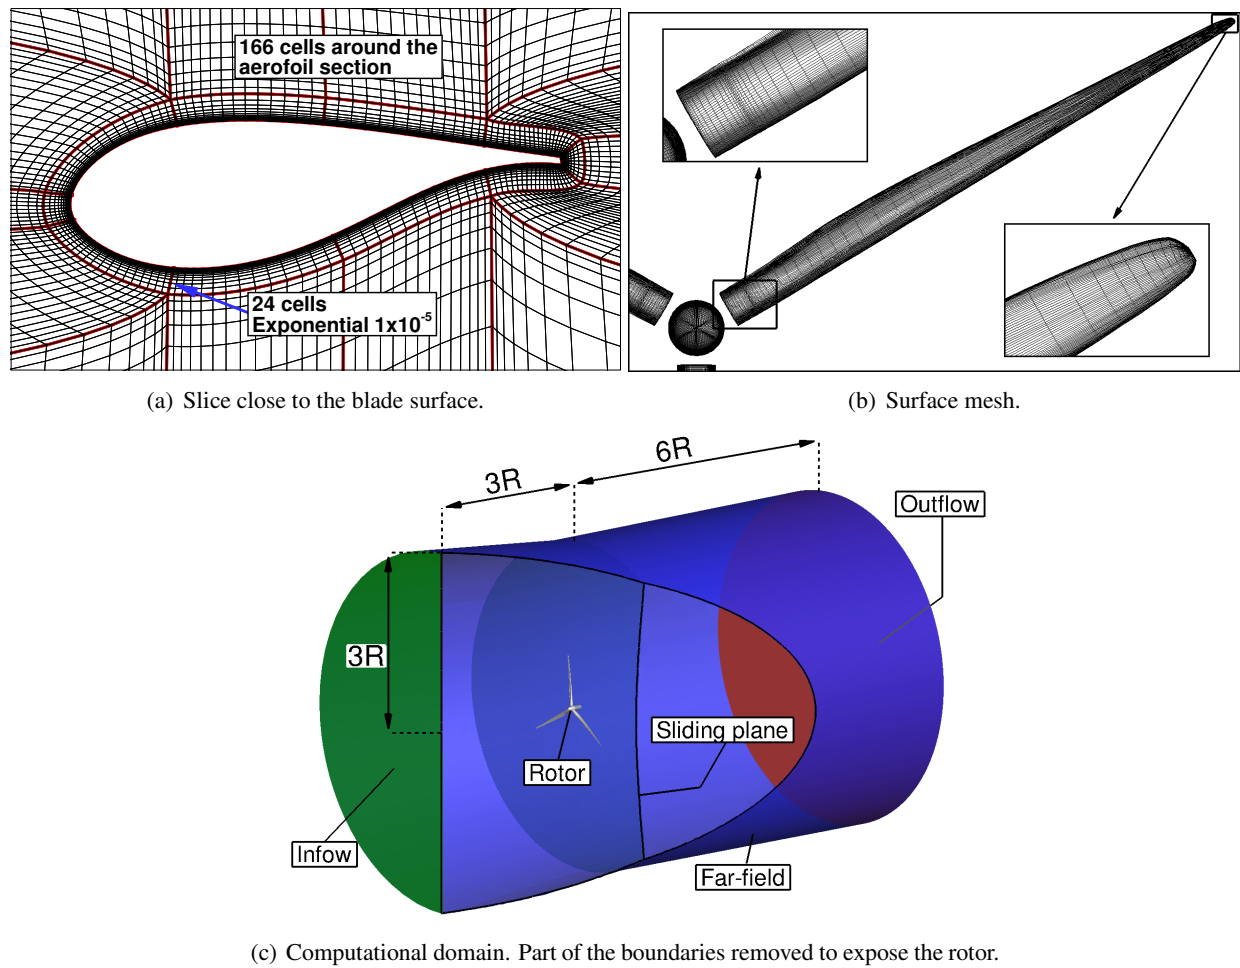 166 cells around the
aerofoil section
24 cells
Exponential 1x10⁻⁵
(a) Slice close to the blade surface.
(b) Surface mesh.
3R
6R
Outflow
3R
Sliding plane
Rotor
Infow
Far-field
(c) Computational domain. Part of the boundaries removed to expose the rotor.